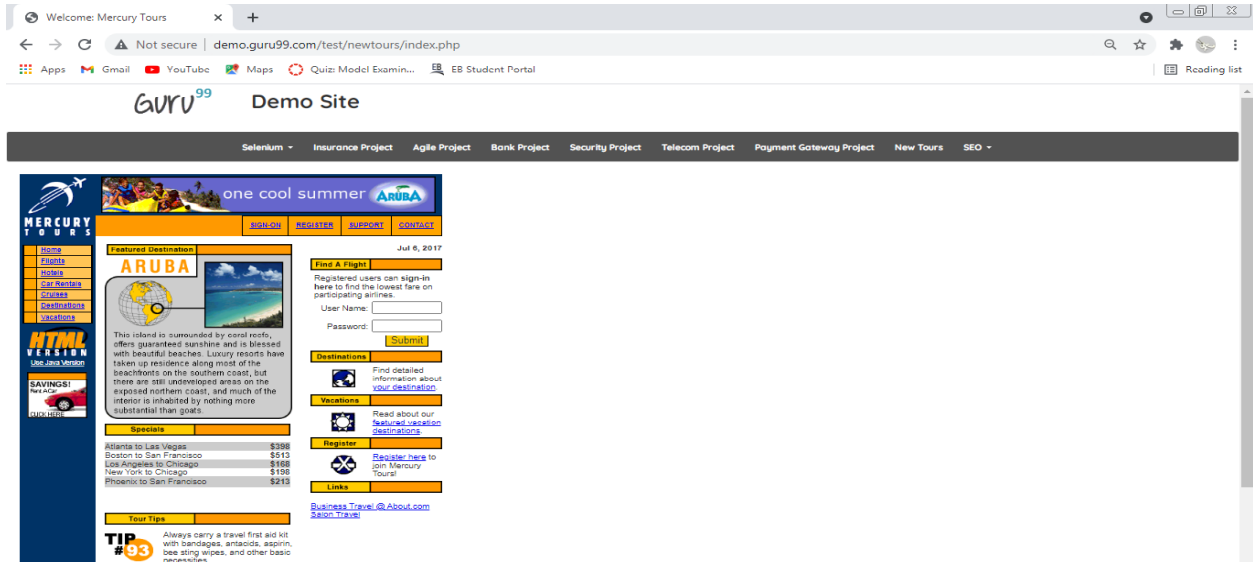 Welcome: Mercury Tours
Not secure | demo.guru99.com/test/newtours/index.php
Apps Gmail YouTube Maps Quiz: Model Examin... EB Student Portal Reading list
Guru99 Demo Site
Selenium Insurance Project Agile Project Bank Project Security Project Telecom Project Payment Gateway Project New Tours SEO
MERCURY
TOURS
one cool summer ARUBA
SIGN-ON REGISTER SUPPORT CONTACT
Home
Flights
Hotels
Car Rentals
Cruises
Destinations
Vacations
HTML
VERSION
Use Java Version
SAVINGS!
Rent A Car
CLICK HERE
Featured Destination
ARUBA
This island is surrounded by coral reefs,
offers guaranteed sunshine and is blessed
with beautiful beaches. Luxury resorts have
taken up residence along most of the
beachfronts on the southern coast, but
there are still undeveloped areas on the
exposed northern coast, and much of the
interior is inhabited by nothing more
substantial than goats.
Specials
Atlanta to Las Vegas $398
Boston to San Francisco $513
Los Angeles to Chicago $168
New York to Chicago $198
Phoenix to San Francisco $213
Tour Tips
TIP
#93
Always carry a travel first aid kit
with bandages, antacids, aspirin,
bee sting wipes, and other basic
necessities.
Jul 6, 2017
Find A Flight
Registered users can sign-in
here to find the lowest fare on
participating airlines.
User Name:
Password:
Submit
Destinations
Find detailed
information about
your destination.
Vacations
Read about our
featured vacation
destinations.
Register
Register here to
join Mercury
Tours!
Links
Business Travel @ About.com
Salon Travel